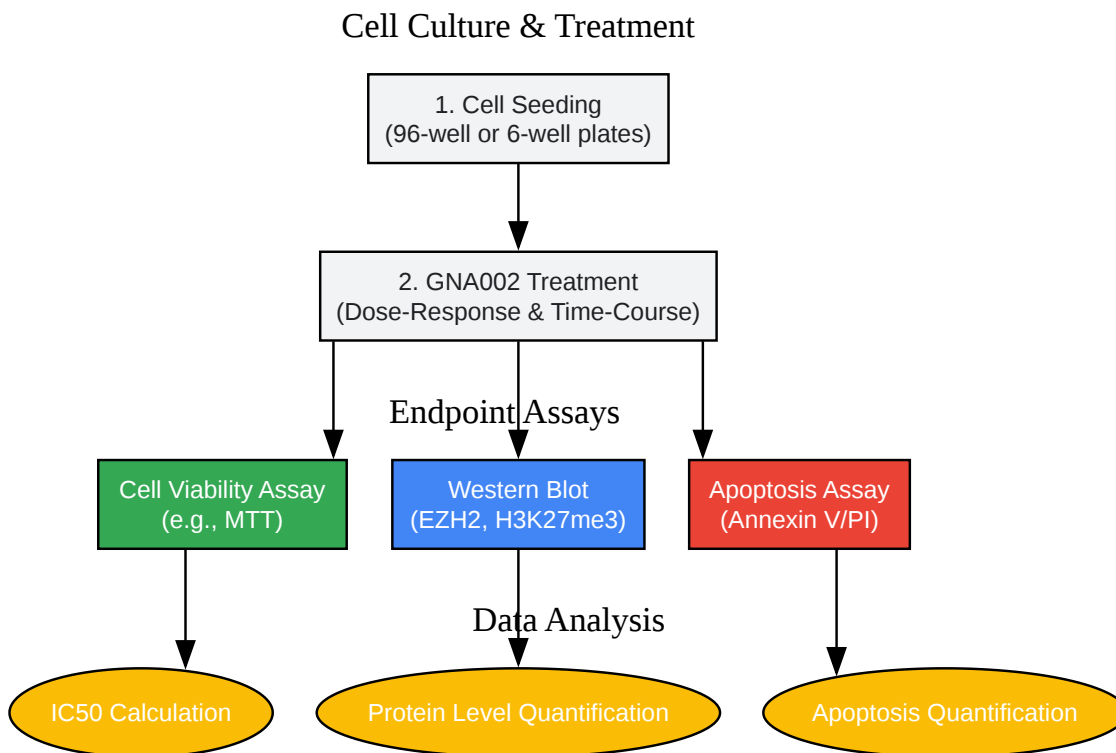 Cell Culture & Treatment
1. Cell Seeding
(96-well or 6-well plates)
2. GNA002 Treatment
(Dose-Response & Time-Course)
Endpoint Assays
Cell Viability Assay
(e.g., MTT)
Western Blot
(EZH2, H3K27me3)
Apoptosis Assay
(Annexin V/PI)
Data Analysis
IC50 Calculation
Protein Level Quantification
Apoptosis Quantification